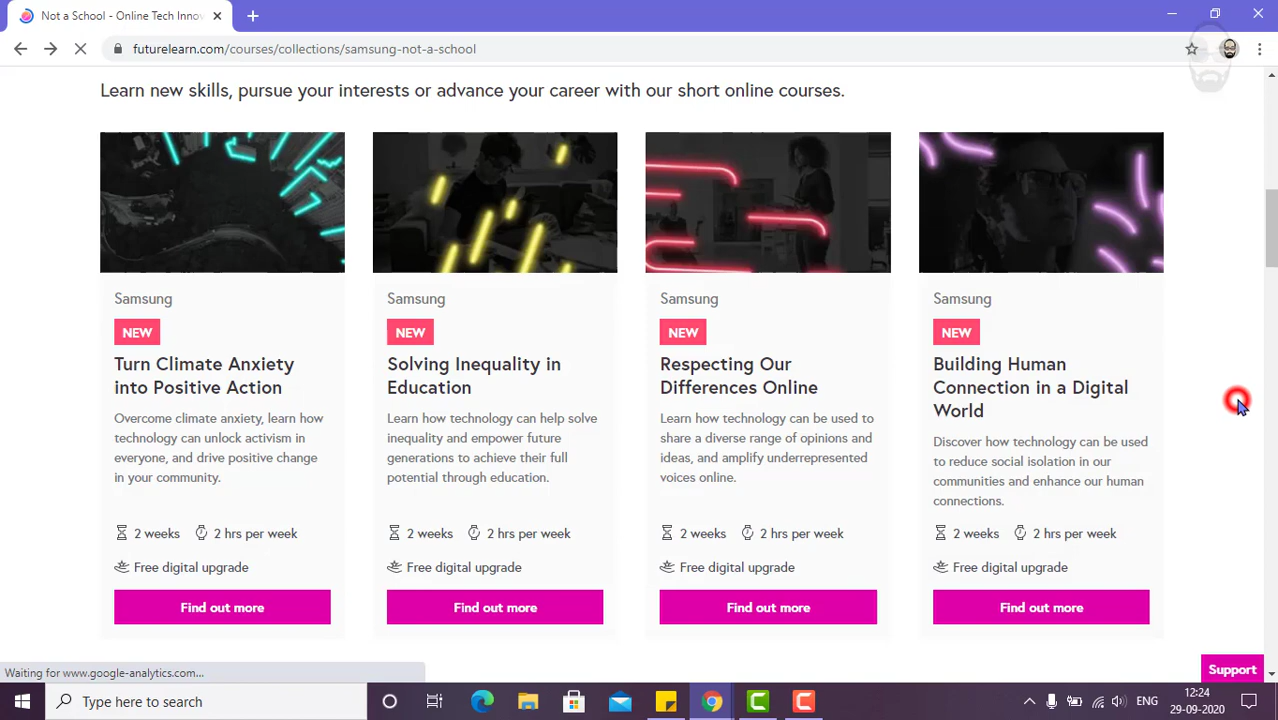 Not a School - Online Tech Innov
futurelearn.com/courses/collections/samsung-not-a-school
Learn new skills, pursue your interests or advance your career with our short online courses.
Samsung
NEW
Turn Climate Anxiety
into Positive Action
Overcome climate anxiety, learn how
technology can unlock activism in
everyone, and drive positive change
in your community.
2 weeks
2 hrs per week
Free digital upgrade
Find out more
Samsung
NEW
Solving Inequality in
Education
Learn how technology can help solve
inequality and empower future
generations to achieve their full
potential through education.
2 weeks
2 hrs per week
Free digital upgrade
Find out more
Samsung
NEW
Respecting Our
Differences Online
Learn how technology can be used to
share a diverse range of opinions and
ideas, and amplify underrepresented
voices online.
2 weeks
2 hrs per week
Free digital upgrade
Find out more
Samsung
NEW
Building Human
Connection in a Digital
World
Discover how technology can be used
to reduce social isolation in our
communities and enhance our human
connections.
2 weeks
2 hrs per week
Free digital upgrade
Find out more
Support
Waiting for www.google-analytics.com...
Type here to search
ENG
12:24
29-09-2020